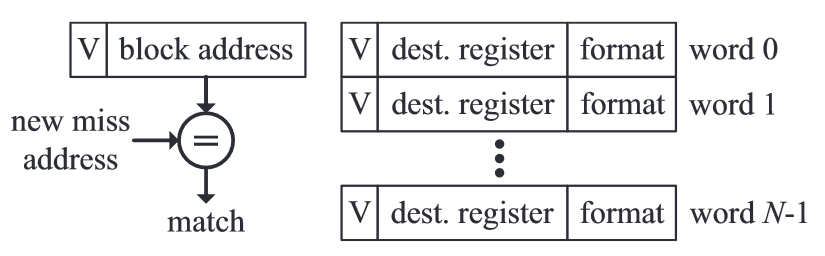 V block address
V dest. register format word 0
V dest. register format word 1
new miss
address
=
match
V dest. register format word N-1